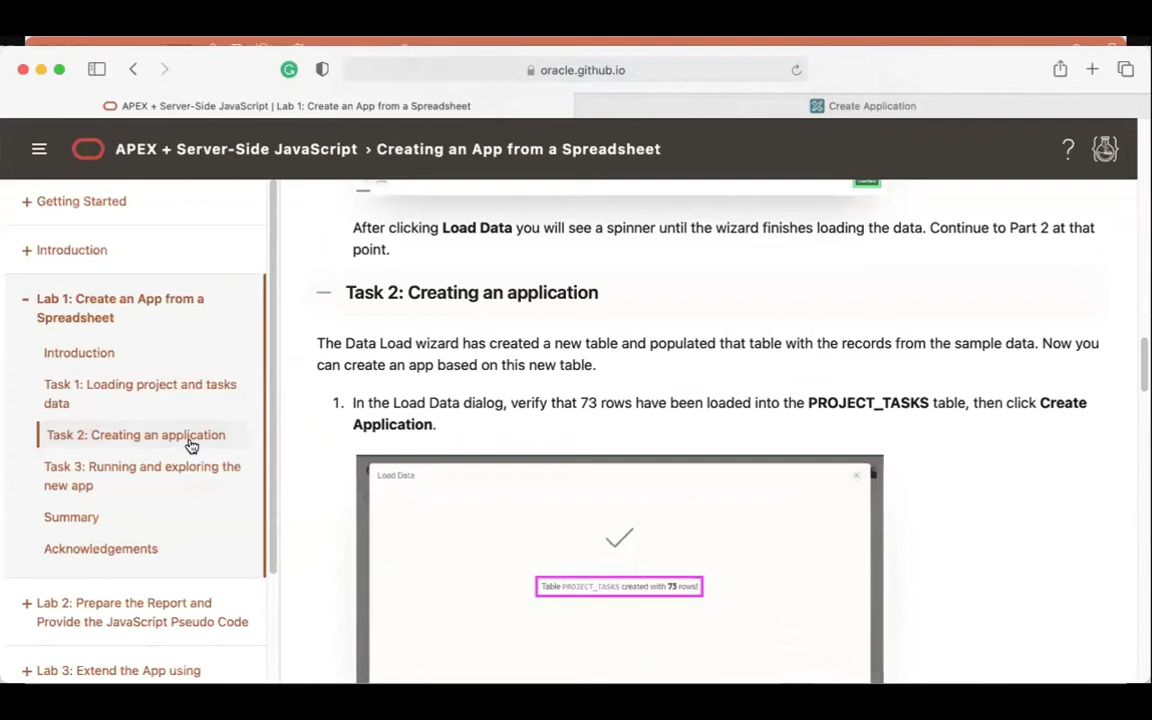 oracle.github.io
APEX + Server-Side JavaScript | Lab 1: Create an App from a Spreadsheet
Create Application
APEX + Server-Side JavaScript › Creating an App from a Spreadsheet
?
+ Getting Started
+ Introduction
- Lab 1: Create an App from a
Spreadsheet
Introduction
Task 1: Loading project and tasks
data
Task 2: Creating an application
Task 3: Running and exploring the
new app
Summary
Acknowledgements
+ Lab 2: Prepare the Report and
Provide the JavaScript Pseudo Code
+ Lab 3: Extend the App using
After clicking Load Data you will see a spinner until the wizard finishes loading the data. Continue to Part 2 at that
point.
— Task 2: Creating an application
The Data Load wizard has created a new table and populated that table with the records from the sample data. Now you
can create an app based on this new table.
1. In the Load Data dialog, verify that 73 rows have been loaded into the PROJECT_TASKS table, then click Create
Application.
Load Data
Table PROJECT_TASKS created with 73 rows!